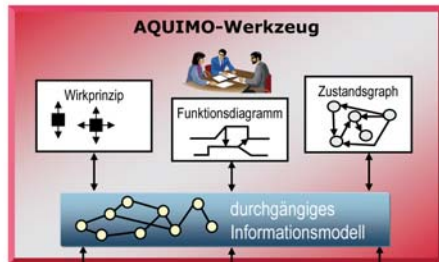 AQUIMO-Werkzeug
Wirkprinzip
Funktionsdiagramm
Zustandsgraph
durchgängiges
Informationsmodell